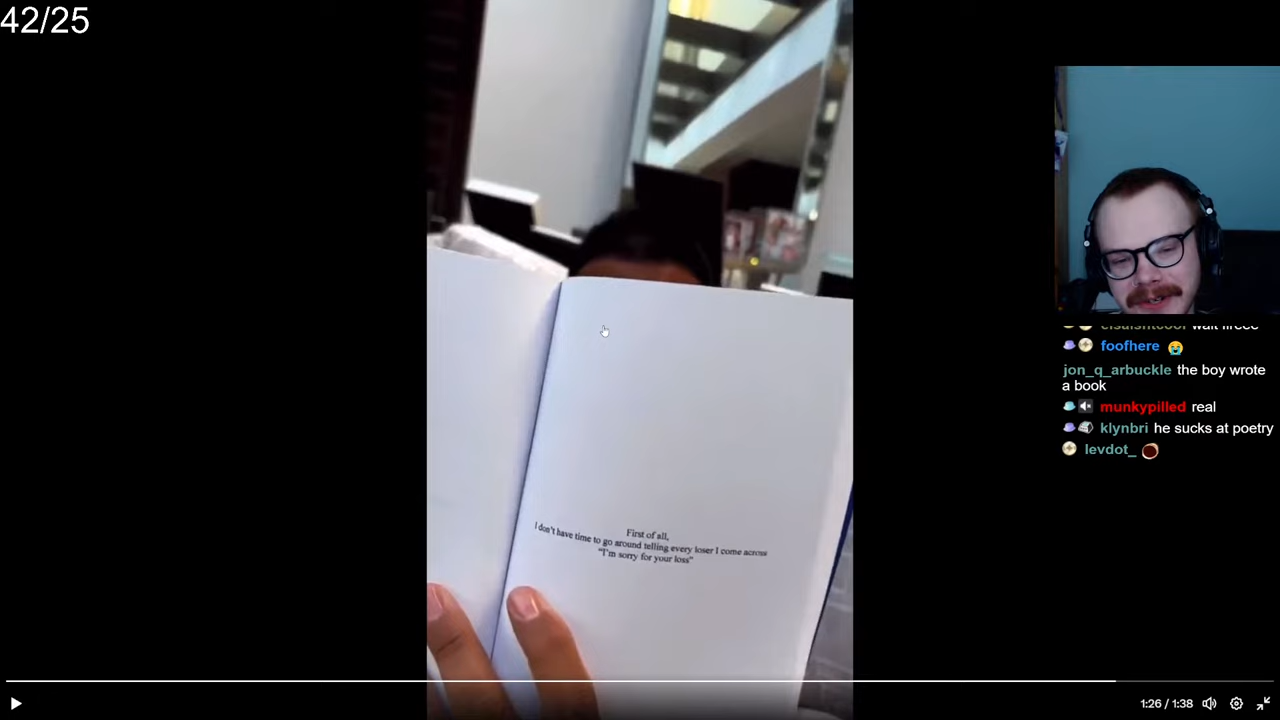 42/25
First of all,
I don't have time to go around telling every loser I come across
"I'm sorry for your loss"
foofhere
jon_q_arbuckle the boy wrote
a book
munkypilled real
klynbri he sucks at poetry
levdot_
1:26 / 1:38